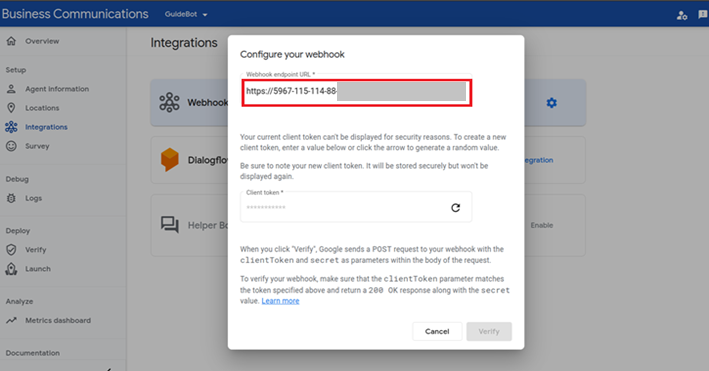 Business Communications
GuideBot
Overview
Setup
Agent Information
Locations
Integrations
Survey
Debug
Logs
Deploy
Verify
Launch
Analyze
Metrics dashboard
Documentation
Integrations
Webhook
Dialogflow
Helper Bo
ntegration
Enable
Configure your webhook
Webhook endpoint URL *
https://5967-115-114-88-
Your current client token can't be displayed for security reasons. To create a new
client token, enter a value below or click the arrow to generate a random value.
Be sure to note your new client token. It will be stored securely but won't be
displayed again.
Client token *
***********
When you click "Verify", Google sends a POST request to your webhook with the
clientToken and secret as parameters within the body of the request.
To verify your webhook, make sure that the clientToken parameter matches
the token specified above and return a 200 OK response along with the secret
value. Learn more
Cancel
Verify